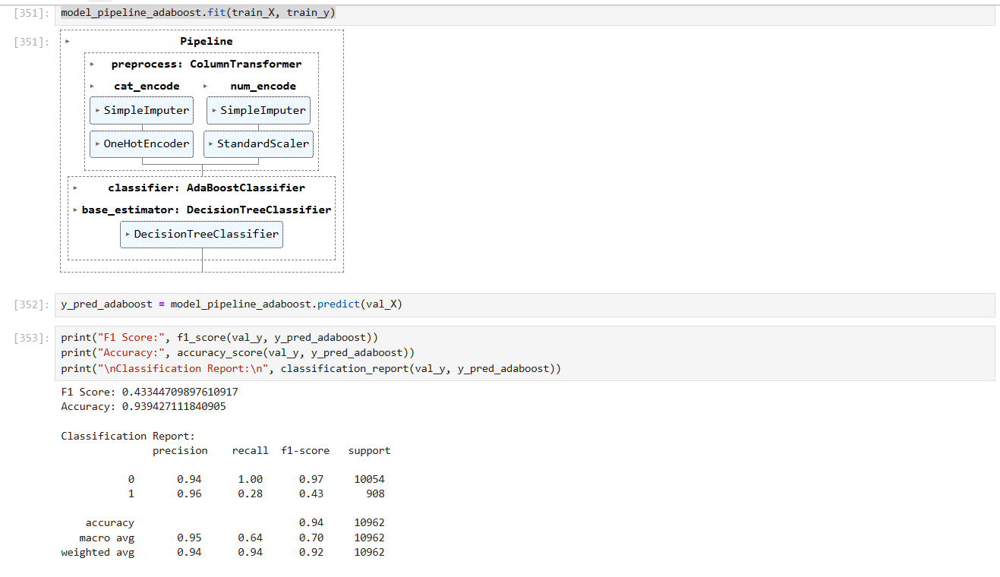 [351]: model_pipeline_adaboost.fit(train_X, train_y)
[351]:
Pipeline
preprocess: ColumnTransformer
cat_encode num_encode
SimpleImputer SimpleImputer
OneHotEncoder StandardScaler
classifier: AdaBoostClassifier
base_estimator: DecisionTreeClassifier
DecisionTreeClassifier
[352]: y_pred_adaboost = model_pipeline_adaboost.predict(val_X)
[353]: print("F1 Score:", f1_score(val_y, y_pred_adaboost))
print("Accuracy:", accuracy_score(val_y, y_pred_adaboost))
print("\nClassification Report:\n", classification_report(val_y, y_pred_adaboost))
F1 Score: 0.43344709897610917
Accuracy: 0.939427111840905
Classification Report:
precision recall f1-score support
0 0.94 1.00 0.97 10054
1 0.96 0.28 0.43 908
accuracy 0.94 10962
macro avg 0.95 0.64 0.70 10962
weighted avg 0.94 0.94 0.92 10962